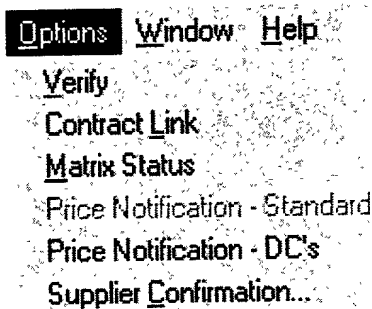 Options Window Help
Verify
Contract Link
Matrix Status
Price Notification - Standard
Price Notification - DC's
Supplier Confirmation...